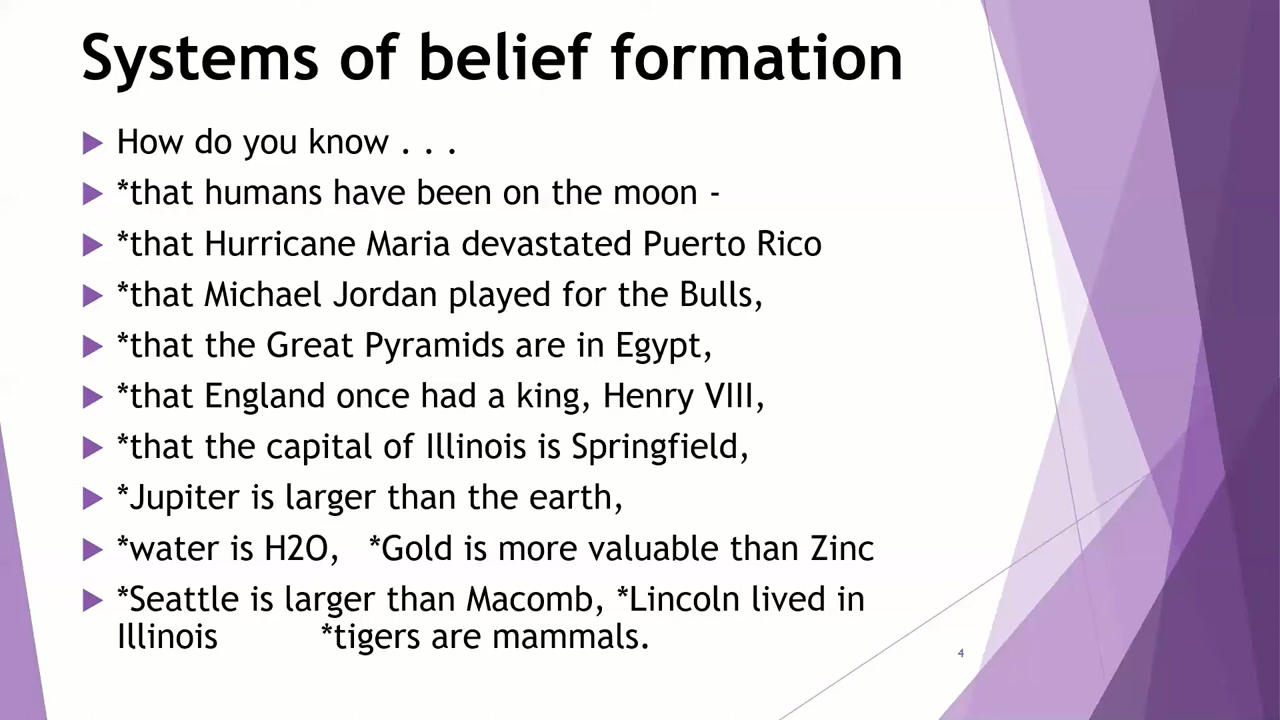 Systems of belief formation
How do you know . . .
*that humans have been on the moon -
*that Hurricane Maria devastated Puerto Rico
*that Michael Jordan played for the Bulls,
*that the Great Pyramids are in Egypt,
*that England once had a king, Henry VIII,
*that the capital of Illinois is Springfield,
*Jupiter is larger than the earth,
*water is H2O,   *Gold is more valuable than Zinc
*Seattle is larger than Macomb, *Lincoln lived in
Illinois          *tigers are mammals.
4